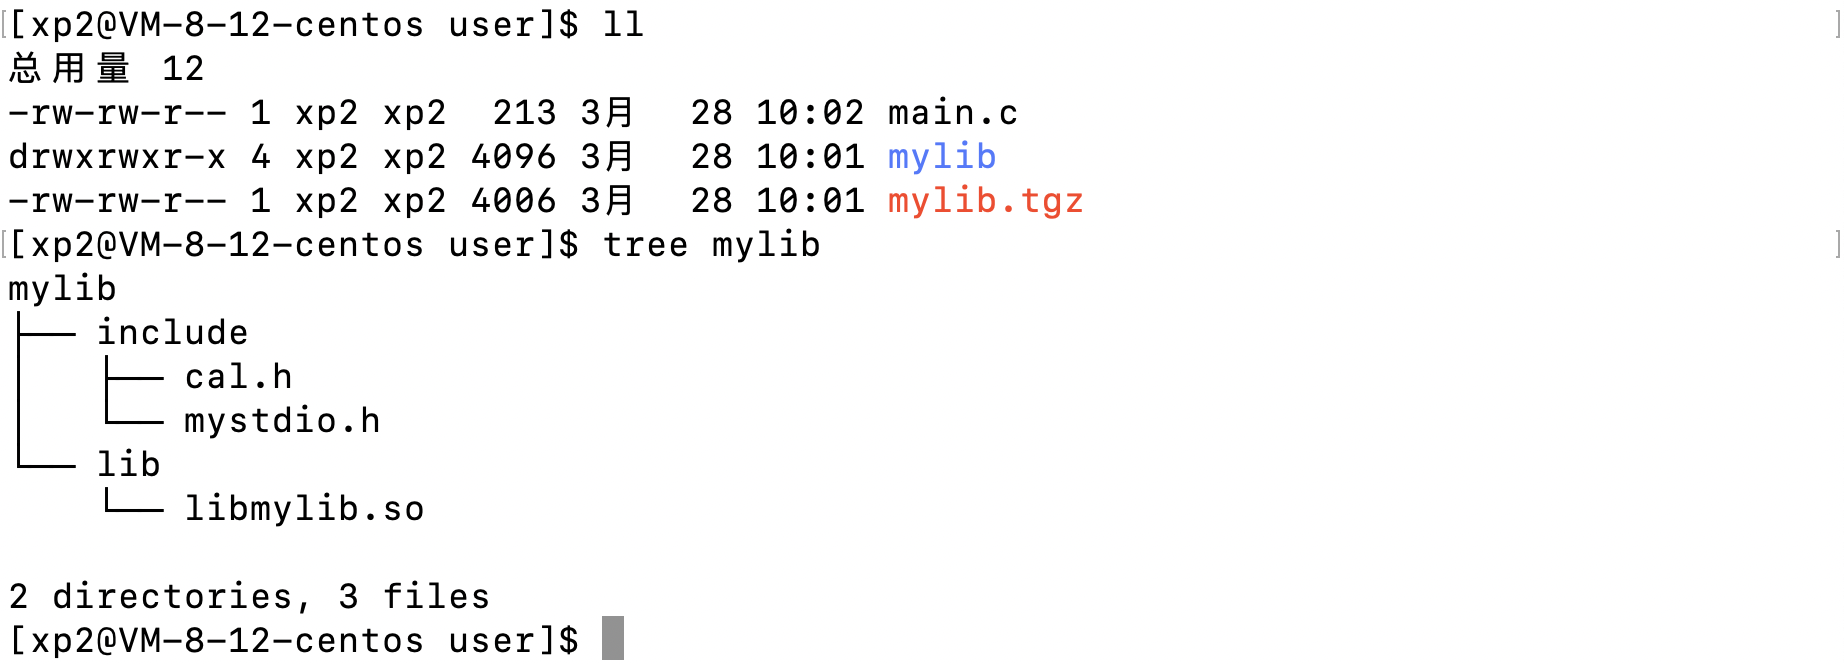 [xp2@VM-8-12-centos user]$ ll
总用量 12
-rw-rw-r-- 1 xp2 xp2  213 3月  28 10:02 main.c
drwxrwxr-x 4 xp2 xp2 4096 3月  28 10:01 mylib
-rw-rw-r-- 1 xp2 xp2 4006 3月  28 10:01 mylib.tgz
[xp2@VM-8-12-centos user]$ tree mylib
mylib
├── include
│   ├── cal.h
│   └── mystdio.h
└── lib
    └── libmylib.so
2 directories, 3 files
[xp2@VM-8-12-centos user]$